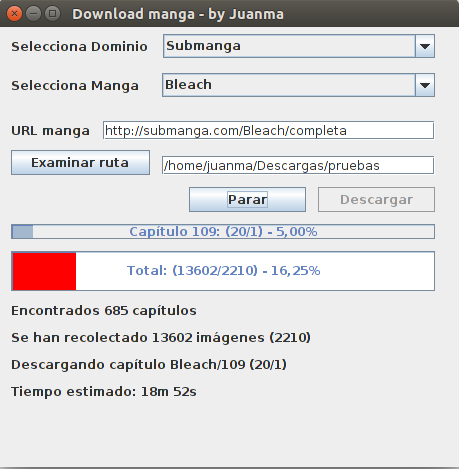 Download manga - by Juanma
Selecciona Dominio Submanga
Selecciona Manga Bleach
URL manga http://submanga.com/Bleach/completa
Examinar ruta /home/juanma/Descargas/pruebas
Parar Descargar
Capítulo 109: (20/1) - 5,00%
Total: (13602/2210) - 16,25%
Encontrados 685 capítulos
Se han recolectado 13602 imágenes (2210)
Descargando capítulo Bleach/109 (20/1)
Tiempo estimado: 18m 52s